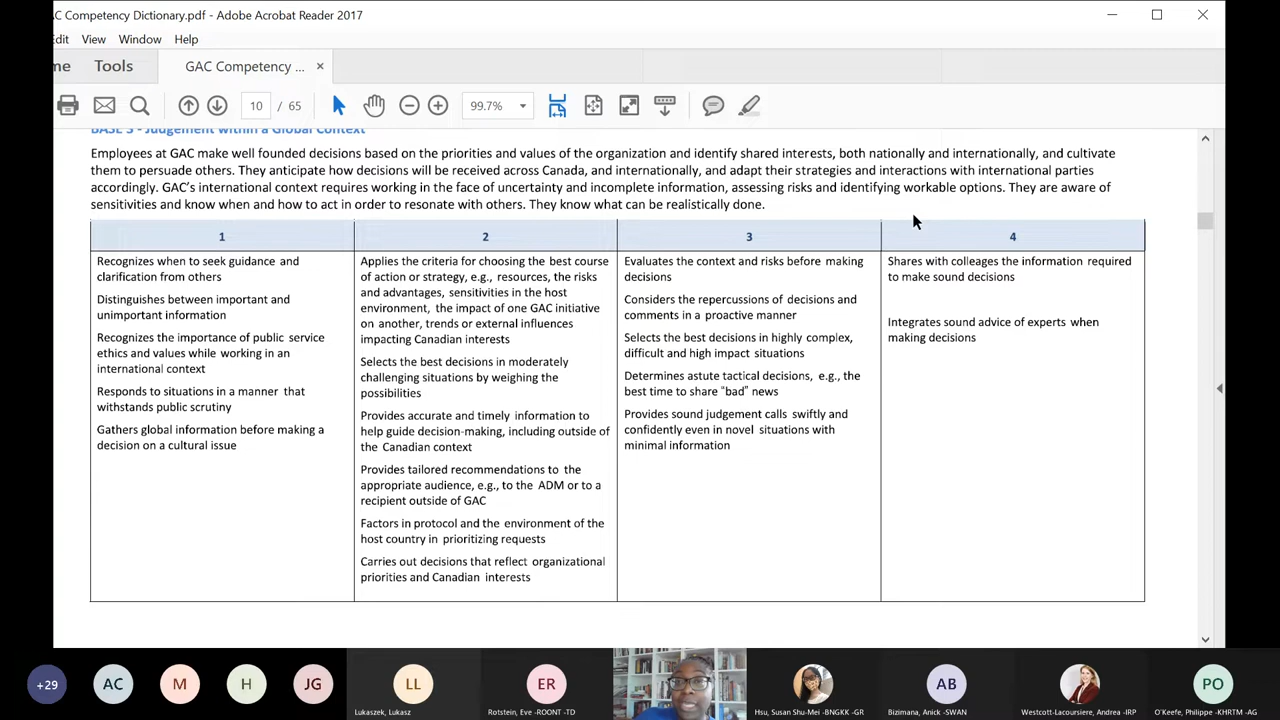 C Competency Dictionary.pdf - Adobe Acrobat Reader 2017
Edit View Window Help
me Tools GAC Competency ... ×
10 / 65 99.7%
BASE 3 - Judgement within a Global Context
Employees at GAC make well founded decisions based on the priorities and values of the organization and identify shared interests, both nationally and internationally, and cultivate
them to persuade others. They anticipate how decisions will be received across Canada, and internationally, and adapt their strategies and interactions with international parties
accordingly. GAC's international context requires working in the face of uncertainty and incomplete information, assessing risks and identifying workable options. They are aware of
sensitivities and know when and how to act in order to resonate with others. They know what can be realistically done.
1
Recognizes when to seek guidance and
clarification from others
Distinguishes between important and
unimportant information
Recognizes the importance of public service
ethics and values while working in an
international context
Responds to situations in a manner that
withstands public scrutiny
Gathers global information before making a
decision on a cultural issue
2
Applies the criteria for choosing the best course
of action or strategy, e.g., resources, the risks
and advantages, sensitivities in the host
environment, the impact of one GAC initiative
on another, trends or external influences
impacting Canadian interests
Selects the best decisions in moderately
challenging situations by weighing the
possibilities
Provides accurate and timely information to
help guide decision-making, including outside of
the Canadian context
Provides tailored recommendations to the
appropriate audience, e.g., to the ADM or to a
recipient outside of GAC
Factors in protocol and the environment of the
host country in prioritizing requests
Carries out decisions that reflect organizational
priorities and Canadian interests
3
Evaluates the context and risks before making
decisions
Considers the repercussions of decisions and
comments in a proactive manner
Selects the best decisions in highly complex,
difficult and high impact situations
Determines astute tactical decisions, e.g., the
best time to share "bad" news
Provides sound judgement calls swiftly and
confidently even in novel situations with
minimal information
4
Shares with colleages the information required
to make sound decisions
Integrates sound advice of experts when
making decisions
+29 AC M H JG LL ER AB PO
Lukaszek, Lukasz
Rotstein, Eve -ROONT -TD
Hsu, Susan Shu-Mei -BNGKK -GR
Bizimana, Anick -SWAN
Westcott-Lacoursiere, Andrea -IRP
O'Keefe, Philippe -KHRTM -AG